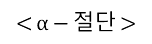 < α – 절단 >